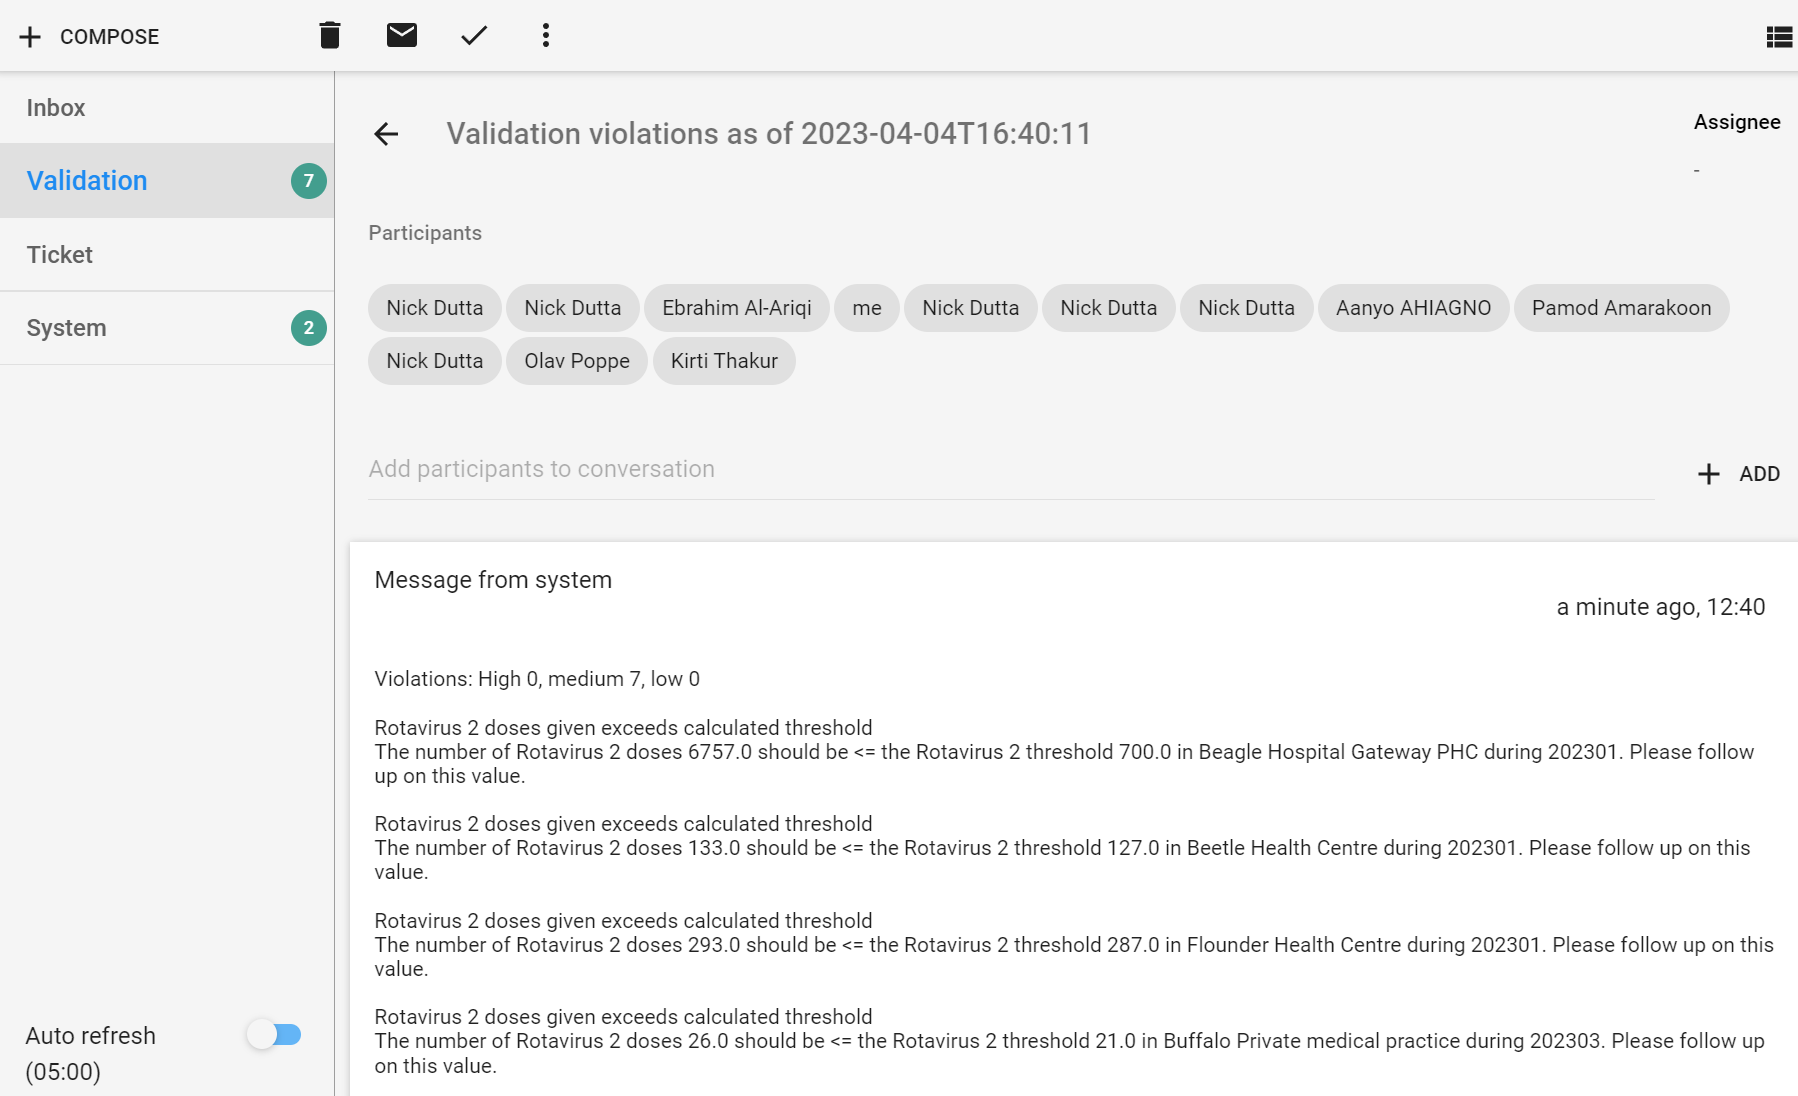 COMPOSE
Inbox
Validation
7
Ticket
System
2
Auto refresh
(05:00)
Validation violations as of 2023-04-04T16:40:11
Assignee
-
Participants
Nick Dutta Nick Dutta Ebrahim Al-Ariqi me Nick Dutta Nick Dutta Nick Dutta Aanyo AHIAGNO Pamod Amarakoon
Nick Dutta Olav Poppe Kirti Thakur
Add participants to conversation
ADD
Message from system
a minute ago, 12:40
Violations: High 0, medium 7, low 0
Rotavirus 2 doses given exceeds calculated threshold
The number of Rotavirus 2 doses 6757.0 should be <= the Rotavirus 2 threshold 700.0 in Beagle Hospital Gateway PHC during 202301. Please follow
up on this value.
Rotavirus 2 doses given exceeds calculated threshold
The number of Rotavirus 2 doses 133.0 should be <= the Rotavirus 2 threshold 127.0 in Beetle Health Centre during 202301. Please follow up on this
value.
Rotavirus 2 doses given exceeds calculated threshold
The number of Rotavirus 2 doses 293.0 should be <= the Rotavirus 2 threshold 287.0 in Flounder Health Centre during 202301. Please follow up on this
value.
Rotavirus 2 doses given exceeds calculated threshold
The number of Rotavirus 2 doses 26.0 should be <= the Rotavirus 2 threshold 21.0 in Buffalo Private medical practice during 202303. Please follow up
on this value.